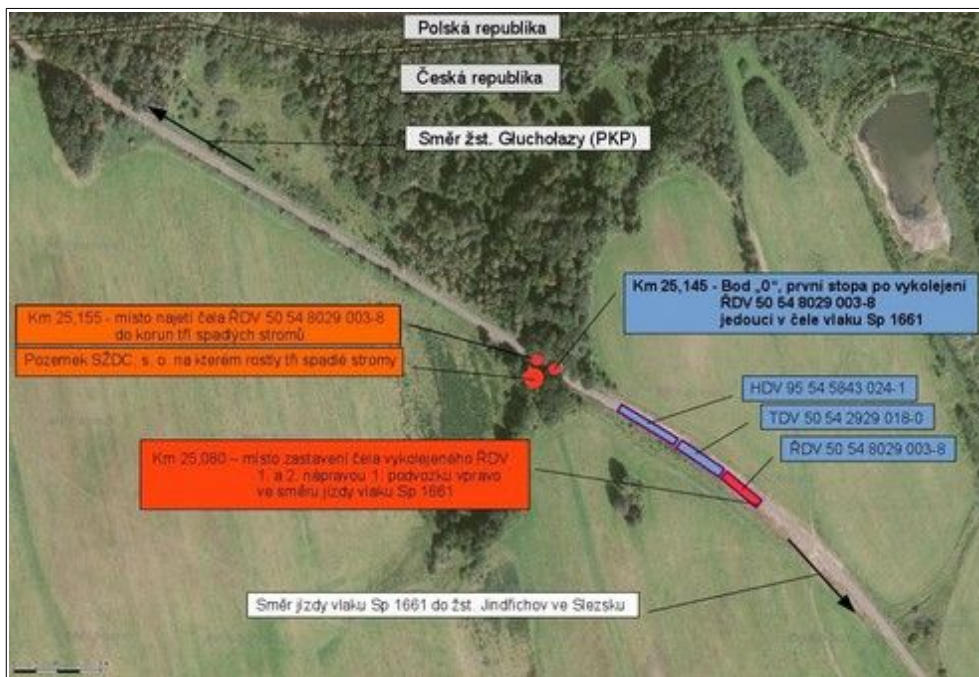 Polská republika
Česká republika
Směr žst. Głuchołazy (PKP)
Km 25,145 - Bod „0“, první stopa po vykolejení
ŘDV 50 54 8029 003-8
jedoucí v čele vlaku Sp 1661
Km 25,155 - místo najetí čela ŘDV 50 54 8029 003-8
do korun tří spadlých stromů
Pozemek SŽDC, s. o. na kterém rostly tři spadlé stromy
HDV 95 54 5843 024-1
TDV 50 54 2929 018-0
ŘDV 50 54 8029 003-8
Km 25,080 – místo zastavení čela vykolejeného ŘDV
1. a 2. nápravou 1. podvozku vpravo
ve směru jízdy vlaku Sp 1661
Směr jízdy vlaku Sp 1661 do žst. Jindřichov ve Slezsku